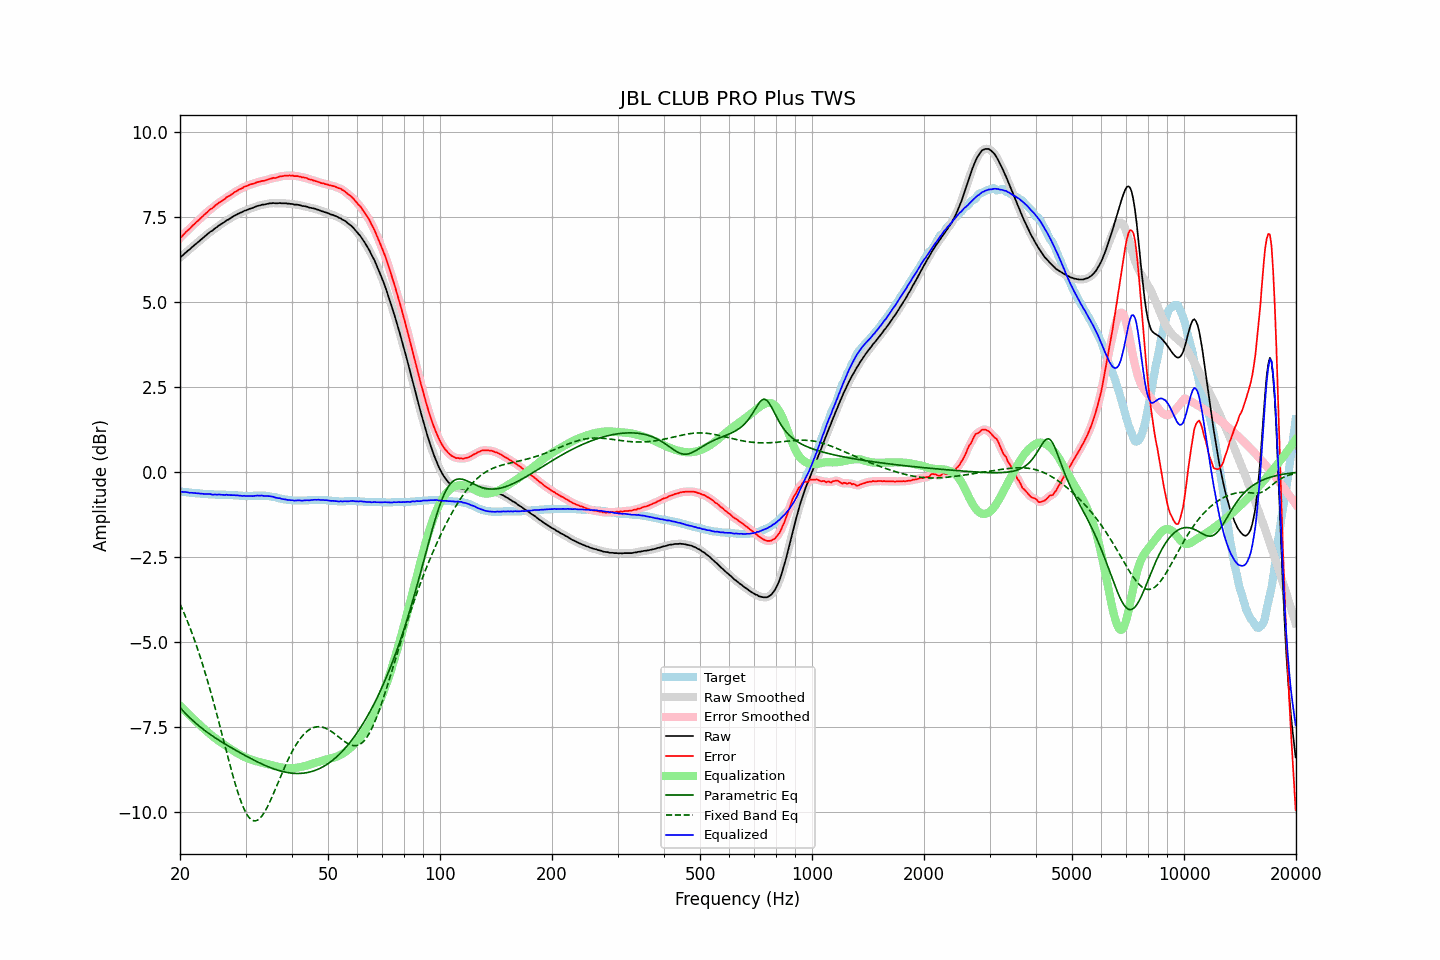 JBL CLUB PRO Plus TWS
10.0
7.5
5.0
2.5
0.0
−2.5
−5.0
−7.5
−10.0
Amplitude (dBr)
Target
Raw Smoothed
Error Smoothed
Raw
Error
Equalization
Parametric Eq
Fixed Band Eq
Equalized
20 50 100 200 500 1000 2000 5000 10000 20000
Frequency (Hz)